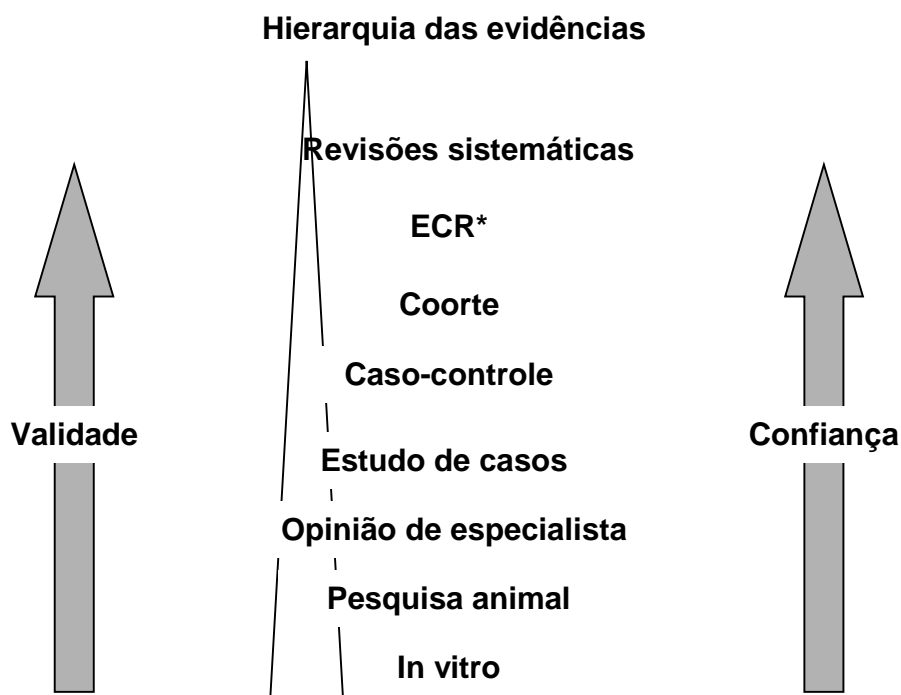 Hierarquia das evidências
Revisões sistemáticas
ECR*
Coorte
Caso-controle
Validade
Confiança
Estudo de casos
Opinião de especialista
Pesquisa animal
In vitro